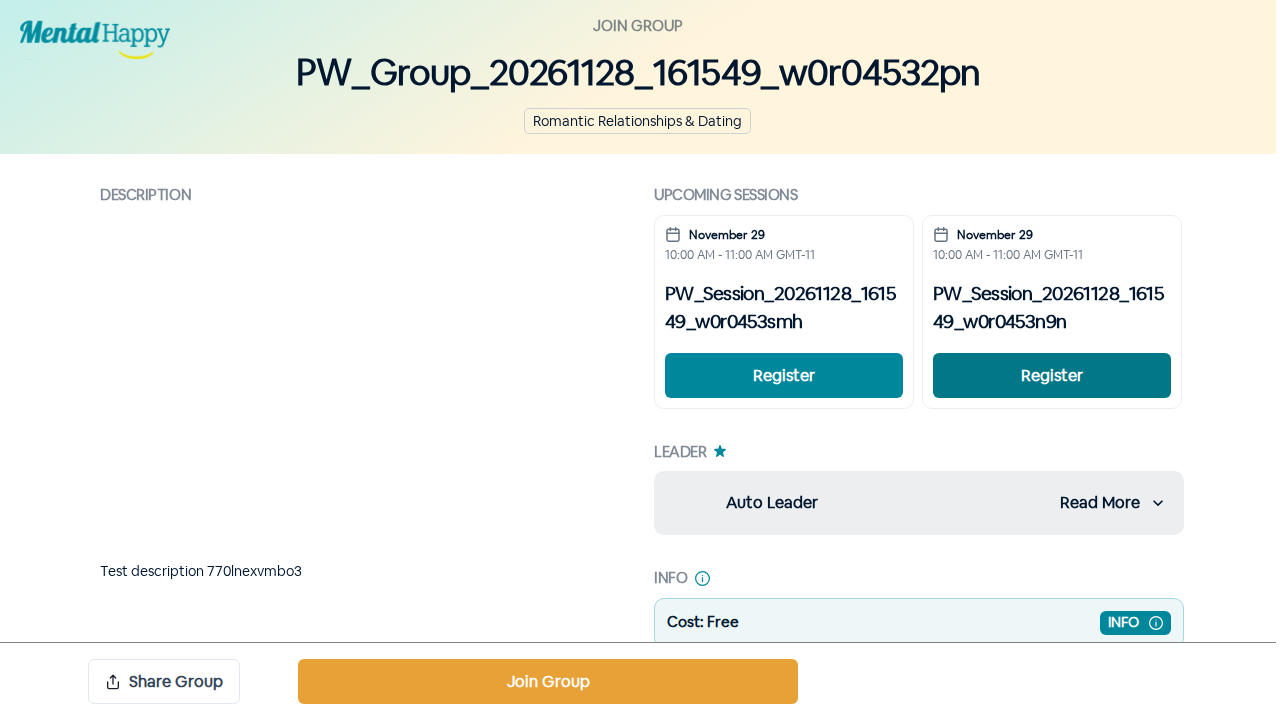 Mental Happy
JOIN GROUP
PW_Group_20261128_161549_w0r04532pn
Romantic Relationships & Dating
DESCRIPTION
Test description 770lnexvmbo3
UPCOMING SESSIONS
November 29
10:00 AM - 11:00 AM GMT-11
PW_Session_20261128_1615
49_w0r0453smh
Register
November 29
10:00 AM - 11:00 AM GMT-11
PW_Session_20261128_1615
49_w0r0453n9n
Register
LEADER
Auto Leader
Read More
INFO
Cost: Free
INFO
Share Group
Join Group